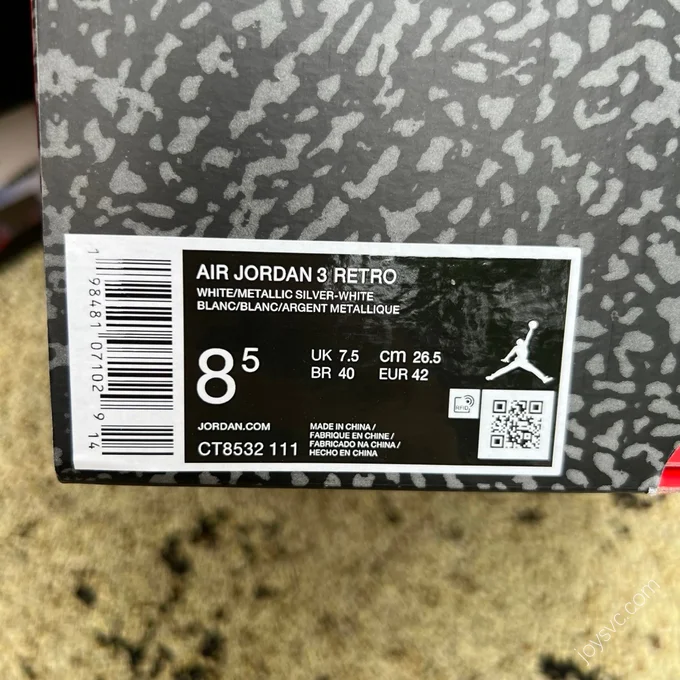 AIR JORDAN 3 RETRO
WHITE/METALLIC SILVER-WHITE
BLANC/BLANC/ARGENT METALLIQUE
8⁵
UK 7.5 cm 26.5
BR 40 EUR 42
RFID
JORDAN.COM
CT8532 111
MADE IN CHINA /
FABRIQUE EN CHINE /
FABRICADO NA CHINA /
HECHO EN CHINA
1 98481 07102 9 14
joysvc.com